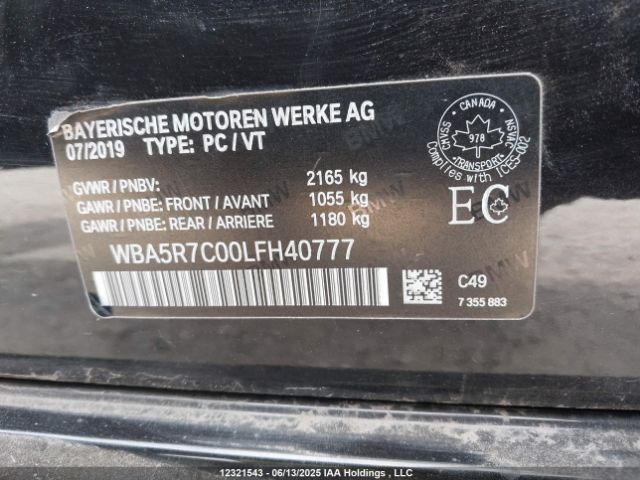 BAYERISCHE MOTOREN WERKE AG
07/2019 TYPE: PC / VT
GVWR / PNBV: 2165 kg
GAWR / PNBE: FRONT / AVANT 1055 kg
GAWR / PNBE: REAR / ARRIERE 1180 kg
WBA5R7C00LFH40777
CANADA
CMVSS
NSVAC
978
TRANSPORT
Complies with ICES-002
EC
C49
7 355 883
12321543 - 06/13/2025 IAA Holdings, LLC